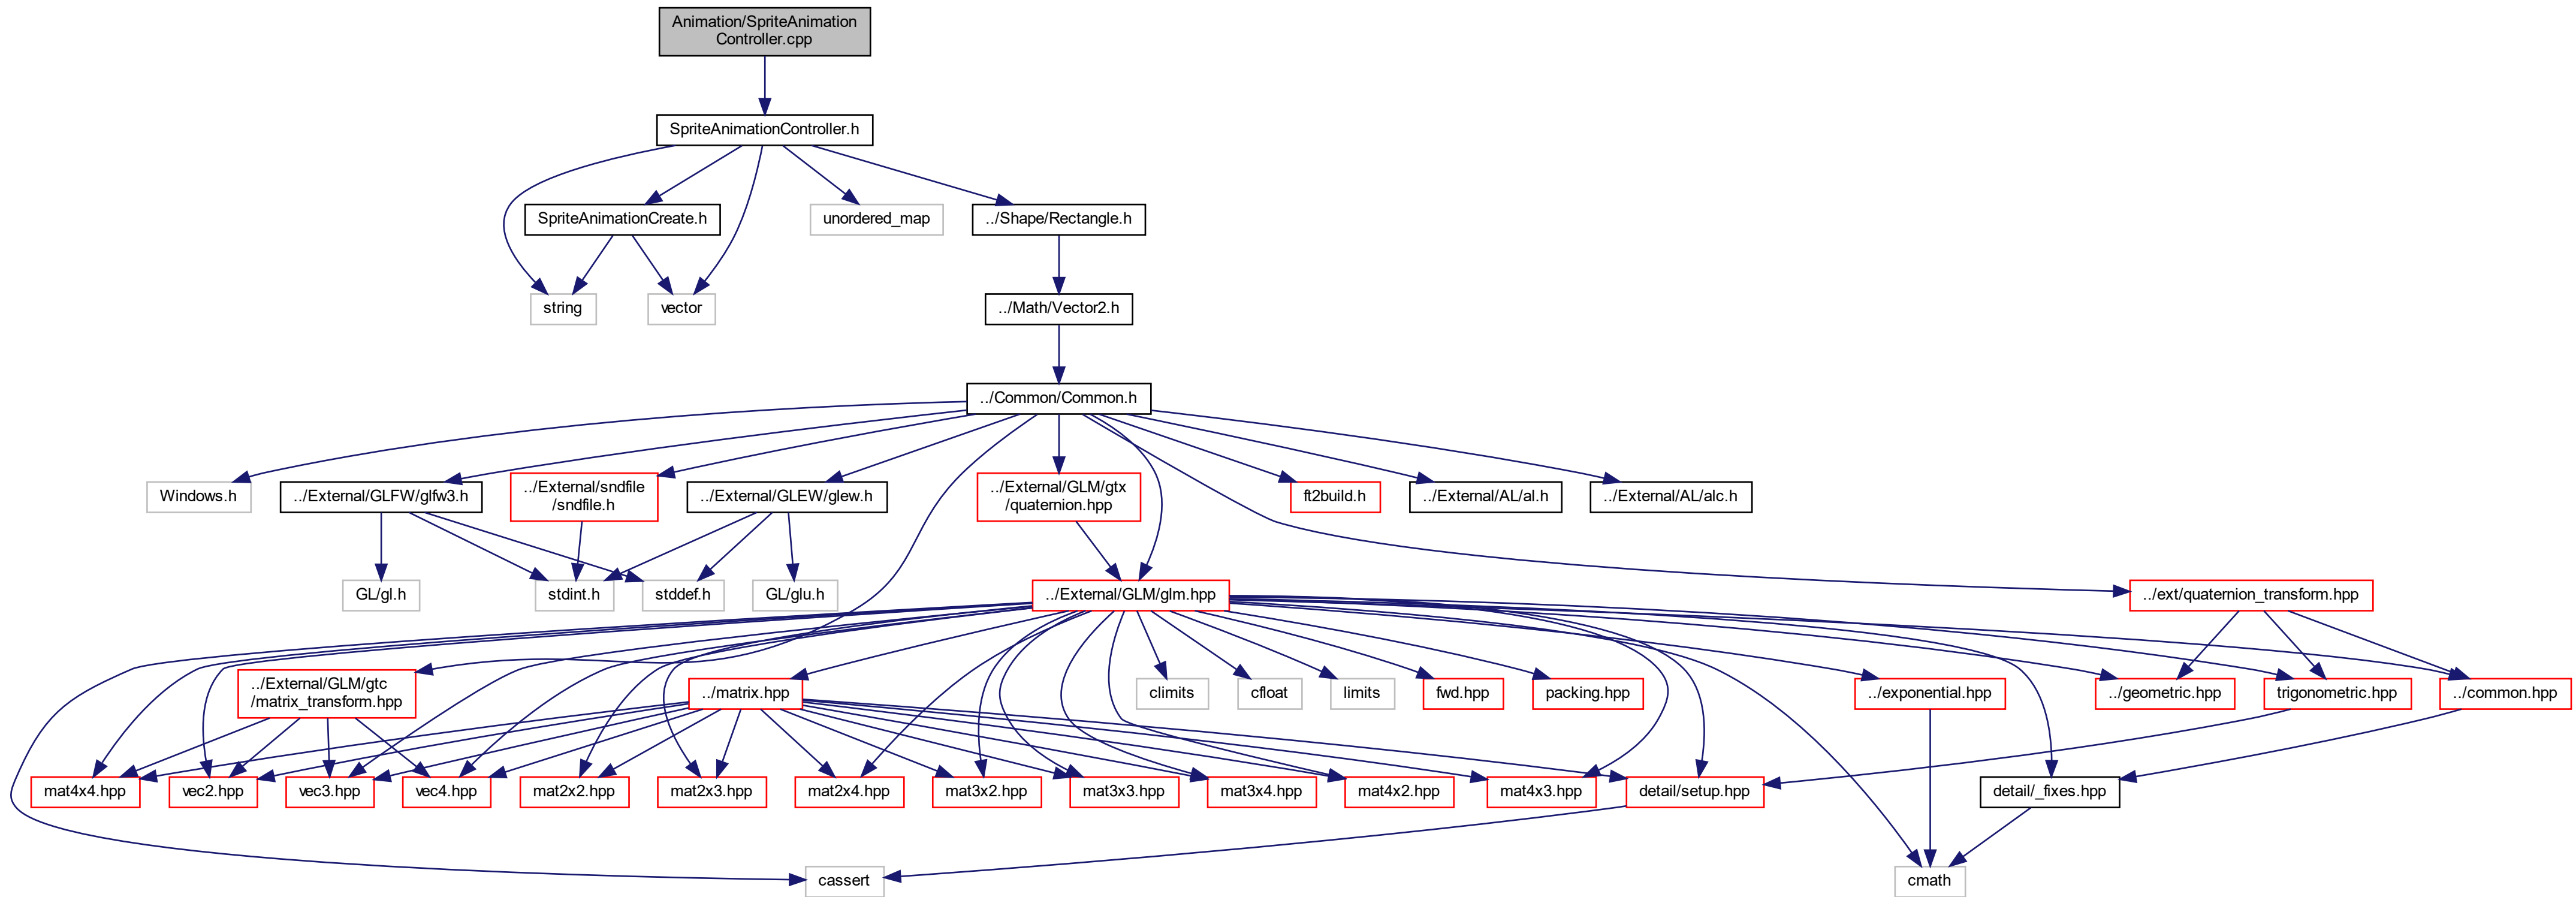 Animation/SpriteAnimation
Controller.cpp
SpriteAnimationController.h
SpriteAnimationCreate.h
unordered_map
../Shape/Rectangle.h
string
vector
../Math/Vector2.h
../Common/Common.h
Windows.h
../External/GLFW/glfw3.h
../External/sndfile
/sndfile.h
../External/GLEW/glew.h
../External/GLM/gtx
/quaternion.hpp
ft2build.h
../External/AL/al.h
../External/AL/alc.h
GL/gl.h
stdint.h
stddef.h
GL/glu.h
../External/GLM/glm.hpp
../ext/quaternion_transform.hpp
../External/GLM/gtc
/matrix_transform.hpp
../matrix.hpp
climits
cfloat
limits
fwd.hpp
packing.hpp
../exponential.hpp
../geometric.hpp
trigonometric.hpp
../common.hpp
mat4x4.hpp
vec2.hpp
vec3.hpp
vec4.hpp
mat2x2.hpp
mat2x3.hpp
mat2x4.hpp
mat3x2.hpp
mat3x3.hpp
mat3x4.hpp
mat4x2.hpp
mat4x3.hpp
detail/setup.hpp
detail/_fixes.hpp
cassert
cmath